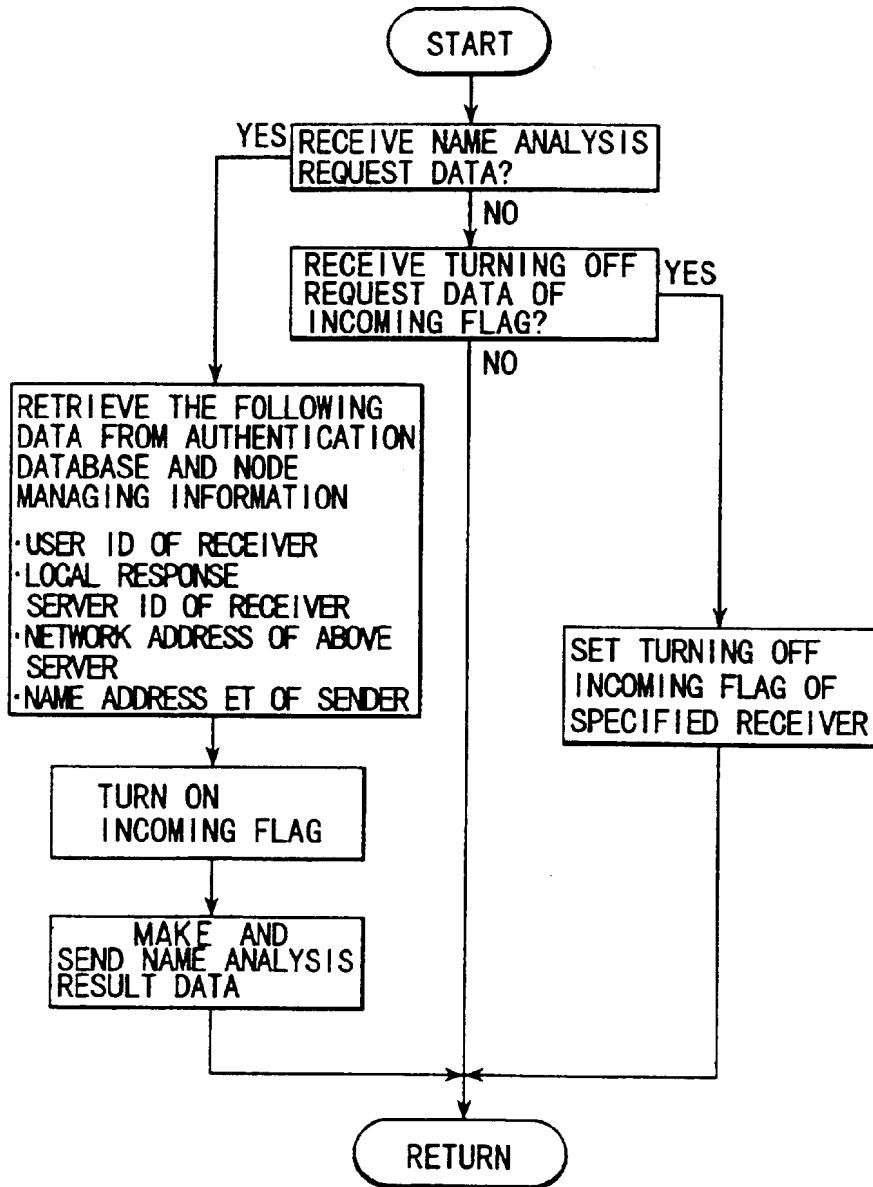 START
YES
RECEIVE NAME ANALYSIS
REQUEST DATA?
NO
RECEIVE TURNING OFF
REQUEST DATA OF
INCOMING FLAG?
YES
NO
RETRIEVE THE FOLLOWING
DATA FROM AUTHENTICATION
DATABASE AND NODE
MANAGING INFORMATION
·USER ID OF RECEIVER
·LOCAL RESPONSE
SERVER ID OF RECEIVER
·NETWORK ADDRESS OF ABOVE
SERVER
·NAME ADDRESS ET OF SENDER
SET TURNING OFF
INCOMING FLAG OF
SPECIFIED RECEIVER
TURN ON
INCOMING FLAG
MAKE AND
SEND NAME ANALYSIS
RESULT DATA
RETURN